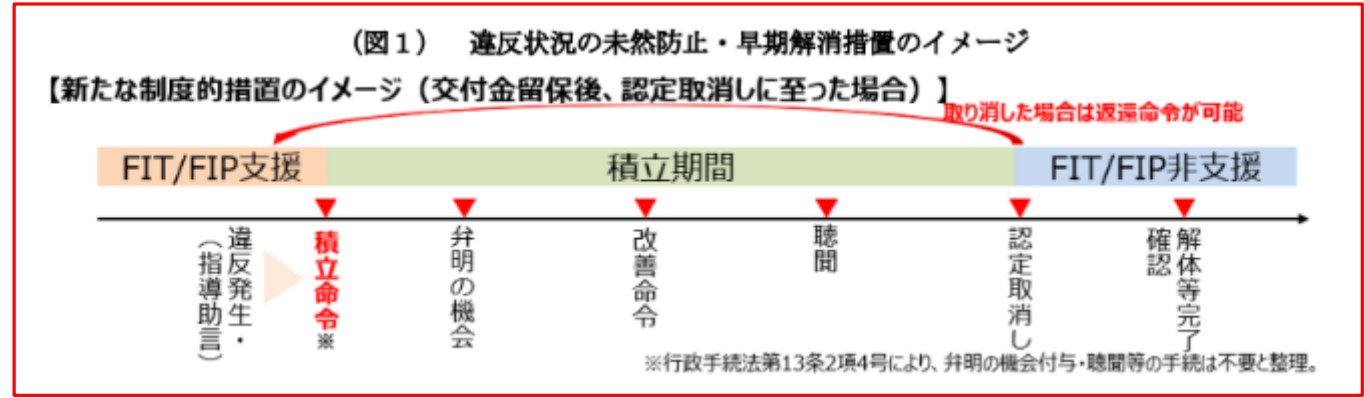 (図1) 違反状況の未然防止・早期解消措置のイメージ
【新たな制度的措置のイメージ（交付金留保後、認定取消しに至った場合）】
取り消した場合は返還命令が可能
FIT/FIP支援
積立期間
FIT/FIP非支援
違反発生・
（指導助言）
積立命令※
弁明の機会
改善命令
聴聞
認定取消し
解体等完了
確認
※行政手続法第13条2項4号により、弁明の機会付与・聴聞等の手続は不要と整理。